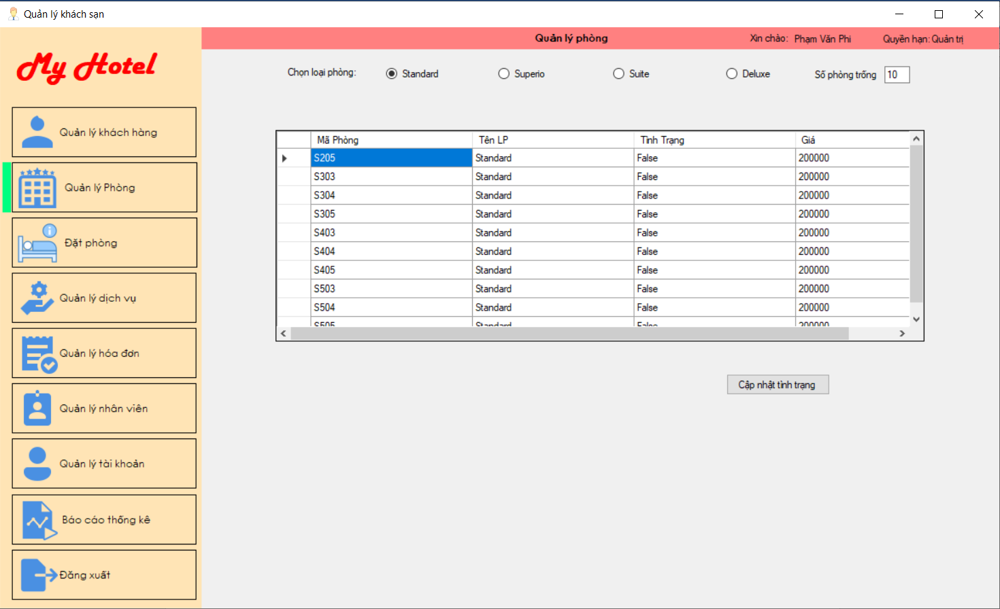 Quản lý khách sạn
My Hotel
Quản lý khách hàng
Quản lý Phòng
Đặt phòng
Quản lý dịch vụ
Quản lý hóa đơn
Quản lý nhân viên
Quản lý tài khoản
Báo cáo thống kê
Đăng xuất
Quản lý phòng Xin chào: Phạm Văn Phi Quyền hạn: Quản trị
Chọn loại phòng: Standard Superio Suite Deluxe Số phòng trống 10
Mã Phòng Tên LP Tình Trạng Giá
S205 Standard False 200000
S303 Standard False 200000
S304 Standard False 200000
S305 Standard False 200000
S403 Standard False 200000
S404 Standard False 200000
S405 Standard False 200000
S503 Standard False 200000
S504 Standard False 200000
S505 Standard False 200000
Cập nhật tình trạng